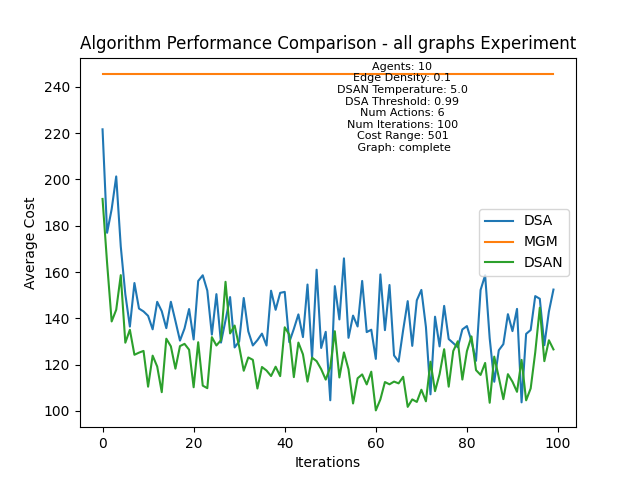 Algorithm Performance Comparison - all graphs Experiment
Agents: 10
Edge Density: 0.1
DSAN Temperature: 5.0
DSA Threshold: 0.99
Num Actions: 6
Num Iterations: 100
Cost Range: 501
Graph: complete
240
220
200
180
160
140
120
100
Average Cost
DSA
MGM
DSAN
0
20
40
60
80
100
Iterations